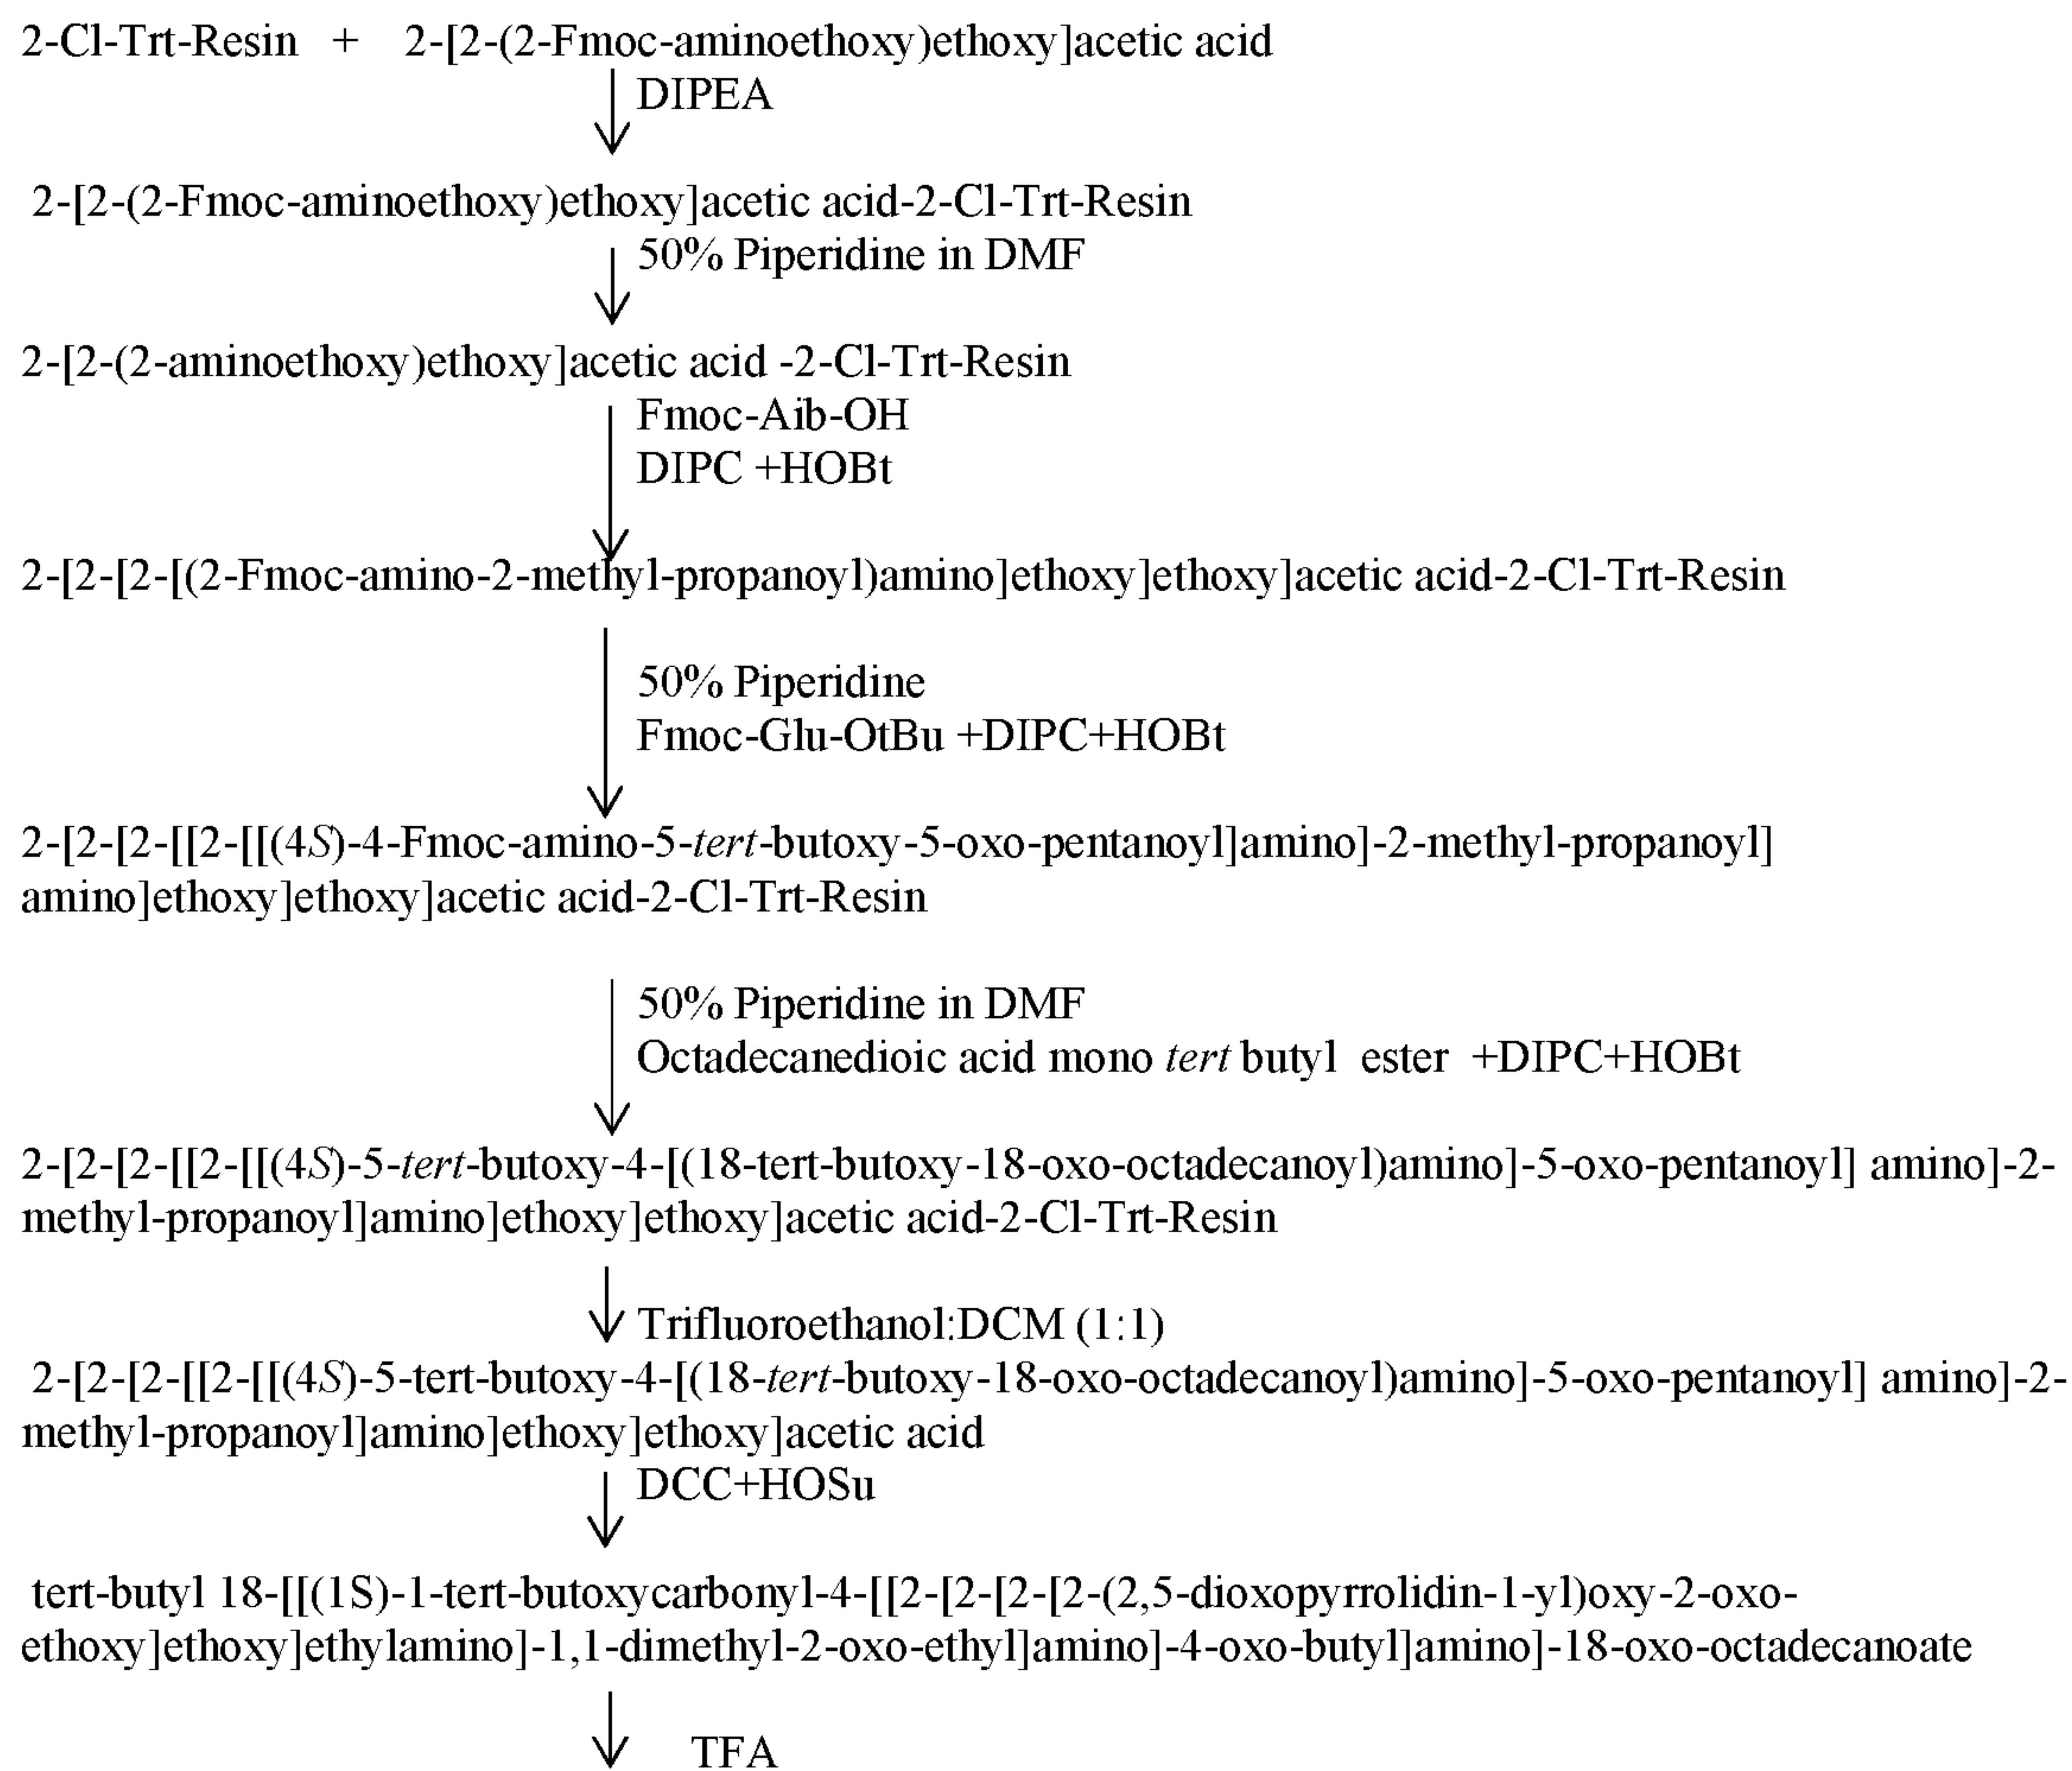 2-Cl-Trt-Resin + 2-[2-(2-Fmoc-aminoethoxy)ethoxy]acetic acid
DIPEA
2-[2-(2-Fmoc-aminoethoxy)ethoxy]acetic acid-2-Cl-Trt-Resin
50% Piperidine in DMF
2-[2-(2-aminoethoxy)ethoxy]acetic acid -2-Cl-Trt-Resin
Fmoc-Aib-OH
DIPC +HOBt
2-[2-[2-[(2-Fmoc-amino-2-methyl-propanoyl)amino]ethoxy]ethoxy]acetic acid-2-Cl-Trt-Resin
50% Piperidine
Fmoc-Glu-OtBu +DIPC+HOBt
2-[2-[2-[[2-[[(4S)-4-Fmoc-amino-5-tert-butoxy-5-oxo-pentanoyl]amino]-2-methyl-propanoyl]
amino]ethoxy]ethoxy]acetic acid-2-Cl-Trt-Resin
50% Piperidine in DMF
Octadecanedioic acid mono tert butyl ester +DIPC+HOBt
2-[2-[2-[[2-[[(4S)-5-tert-butoxy-4-[(18-tert-butoxy-18-oxo-octadecanoyl)amino]-5-oxo-pentanoyl] amino]-2-
methyl-propanoyl]amino]ethoxy]ethoxy]acetic acid-2-Cl-Trt-Resin
Trifluoroethanol:DCM (1:1)
2-[2-[2-[[2-[[(4S)-5-tert-butoxy-4-[(18-tert-butoxy-18-oxo-octadecanoyl)amino]-5-oxo-pentanoyl] amino]-2-
methyl-propanoyl]amino]ethoxy]ethoxy]acetic acid
DCC+HOSu
tert-butyl 18-[[(1S)-1-tert-butoxycarbonyl-4-[[2-[2-[2-[2-(2,5-dioxopyrrolidin-1-yl)oxy-2-oxo-
ethoxy]ethoxy]ethylamino]-1,1-dimethyl-2-oxo-ethyl]amino]-4-oxo-butyl]amino]-18-oxo-octadecanoate
TFA